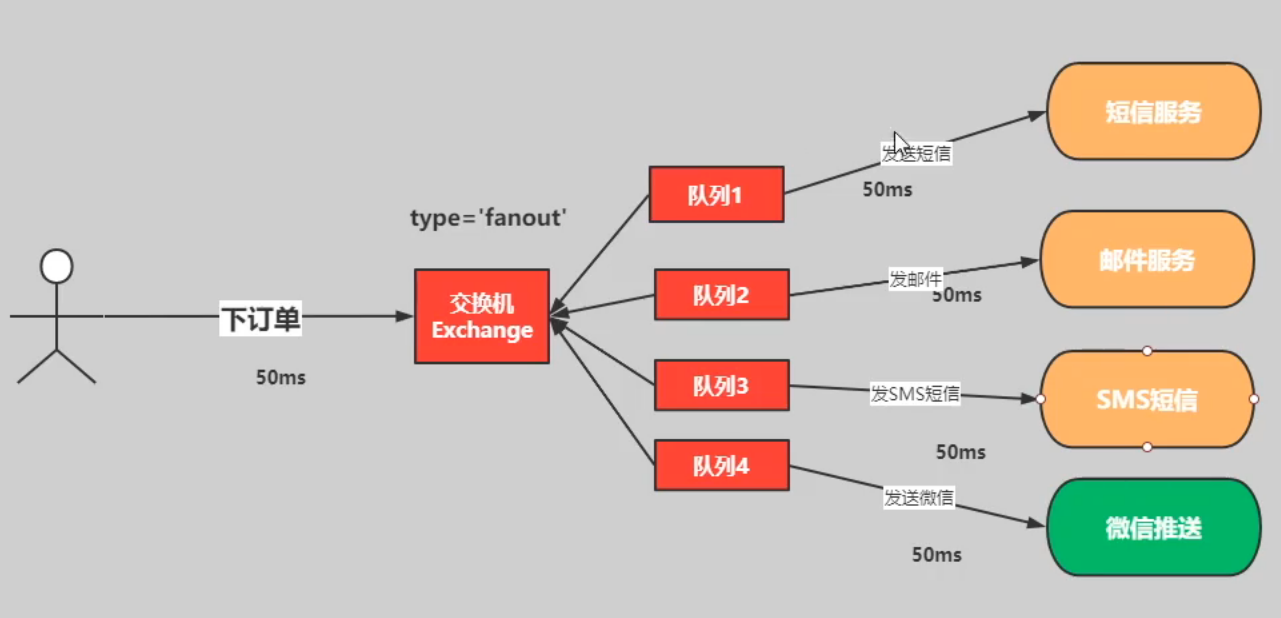 type='fanout'
下订单
50ms
交换机
Exchange
队列1
队列2
队列3
队列4
发送短信
50ms
发邮件
50ms
发SMS短信
50ms
发送微信
50ms
短信服务
邮件服务
SMS短信
微信推送